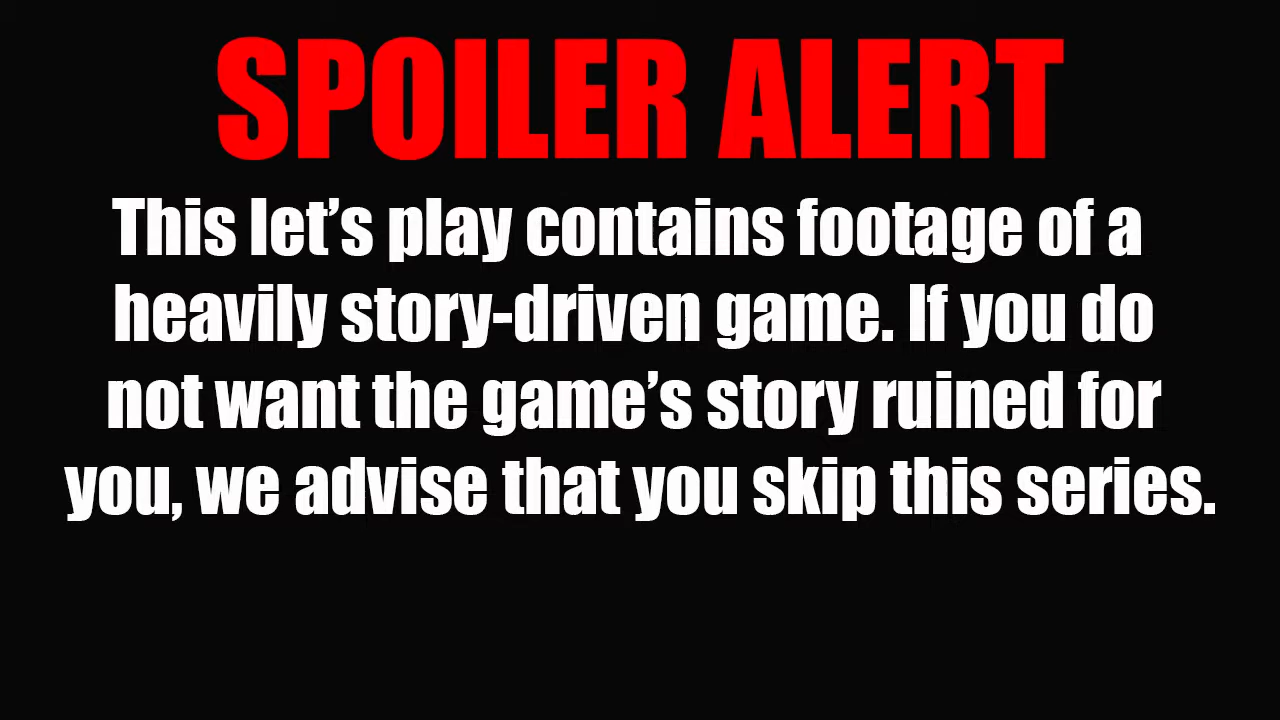 SPOILER ALERT
This let’s play contains footage of a
heavily story-driven game. If you do
not want the game’s story ruined for
you, we advise that you skip this series.